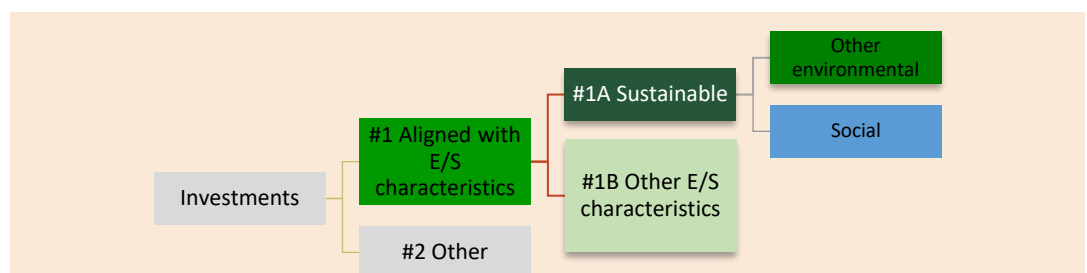 Investments
#1 Aligned with
E/S
characteristics
#2 Other
#1A Sustainable
#1B Other E/S
characteristics
Other
environmental
Social